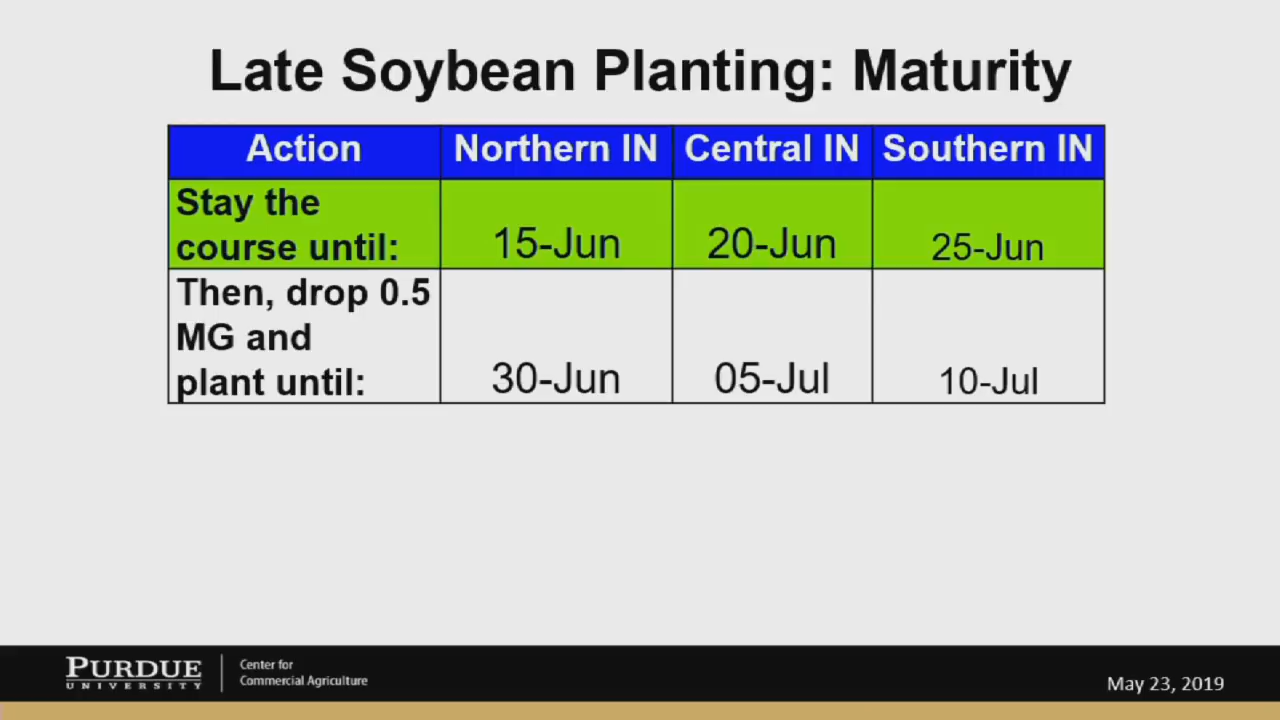 Late Soybean Planting: Maturity
Action Northern IN Central IN Southern IN
Stay the
course until: 15-Jun 20-Jun 25-Jun
Then, drop 0.5
MG and
plant until: 30-Jun 05-Jul 10-Jul
PURDUE
UNIVERSITY
Center for
Commercial Agriculture
May 23, 2019